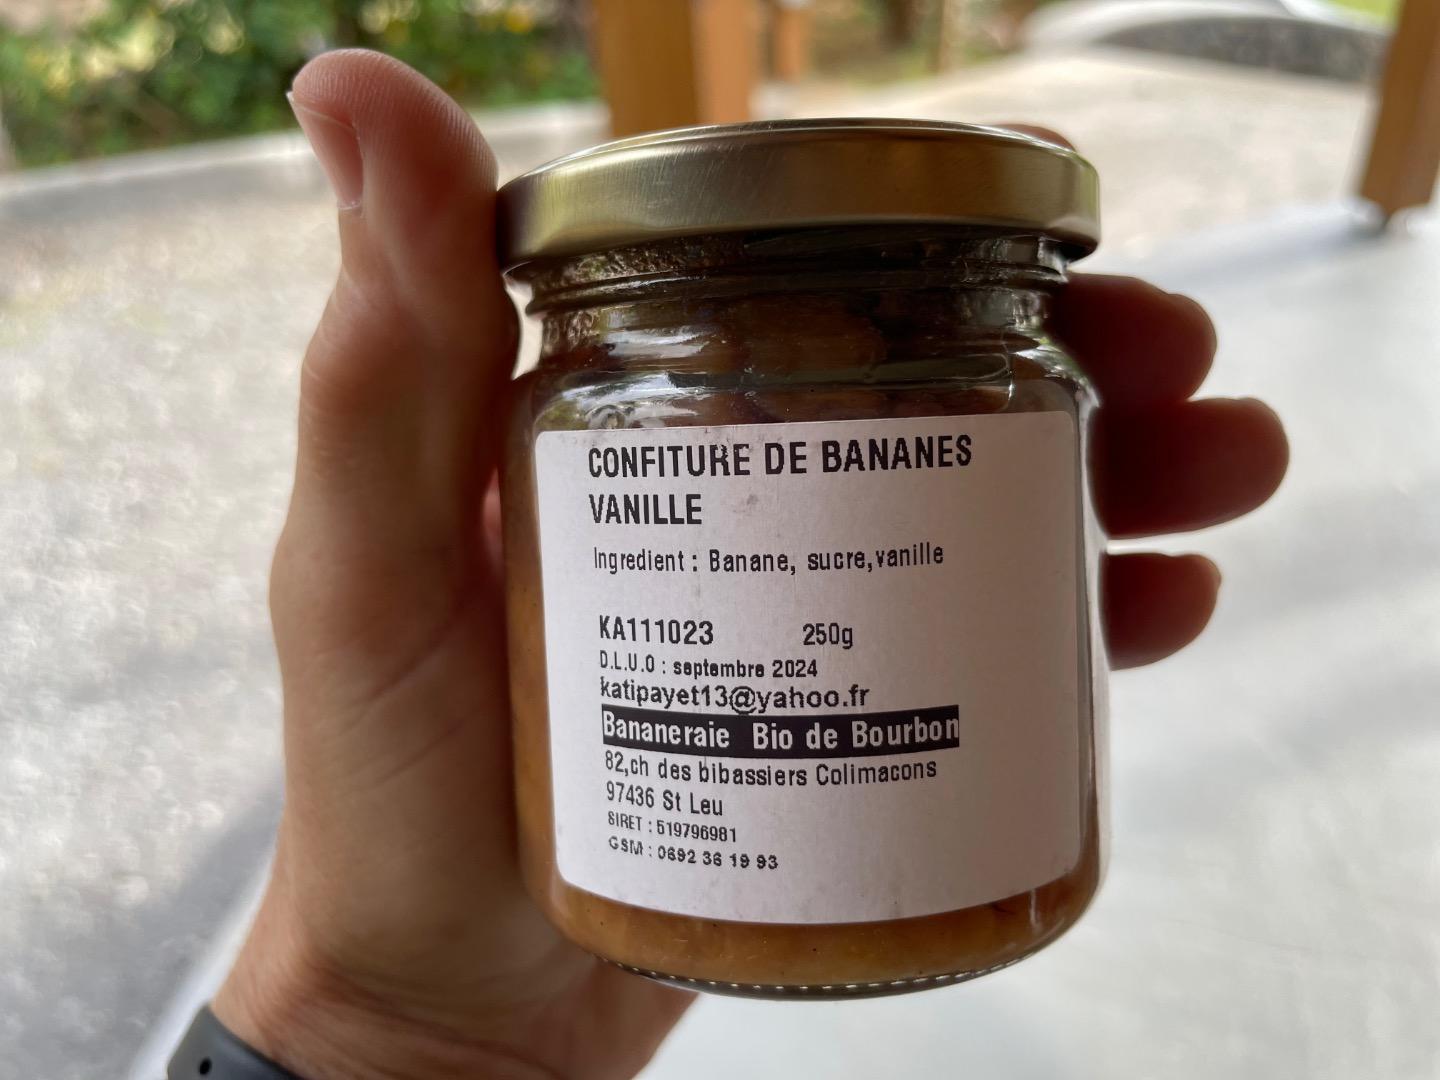 CONFITURE DE BANANES
VANILLE
Ingredient : Banane, sucre,vanille
KA111023 250g
D.L.U.O : septembre 2024
katipayet13@yahoo.fr
Bananeraie Bio de Bourbon
82,ch des bibassiers Colimacons
97436 St Leu
SIRET : 519796981
GSM : 0692 36 19 93